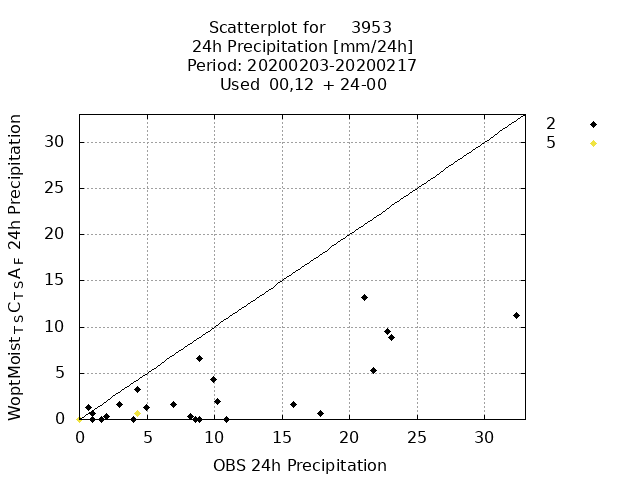 Scatterplot for 3953
24h Precipitation [mm/24h]
Period: 20200203-20200217
Used 00,12 + 24-00
WoptMoist T S C T S A F 24h Precipitation
2
5
30
25
20
15
10
5
0
0 5 10 15 20 25 30
OBS 24h Precipitation